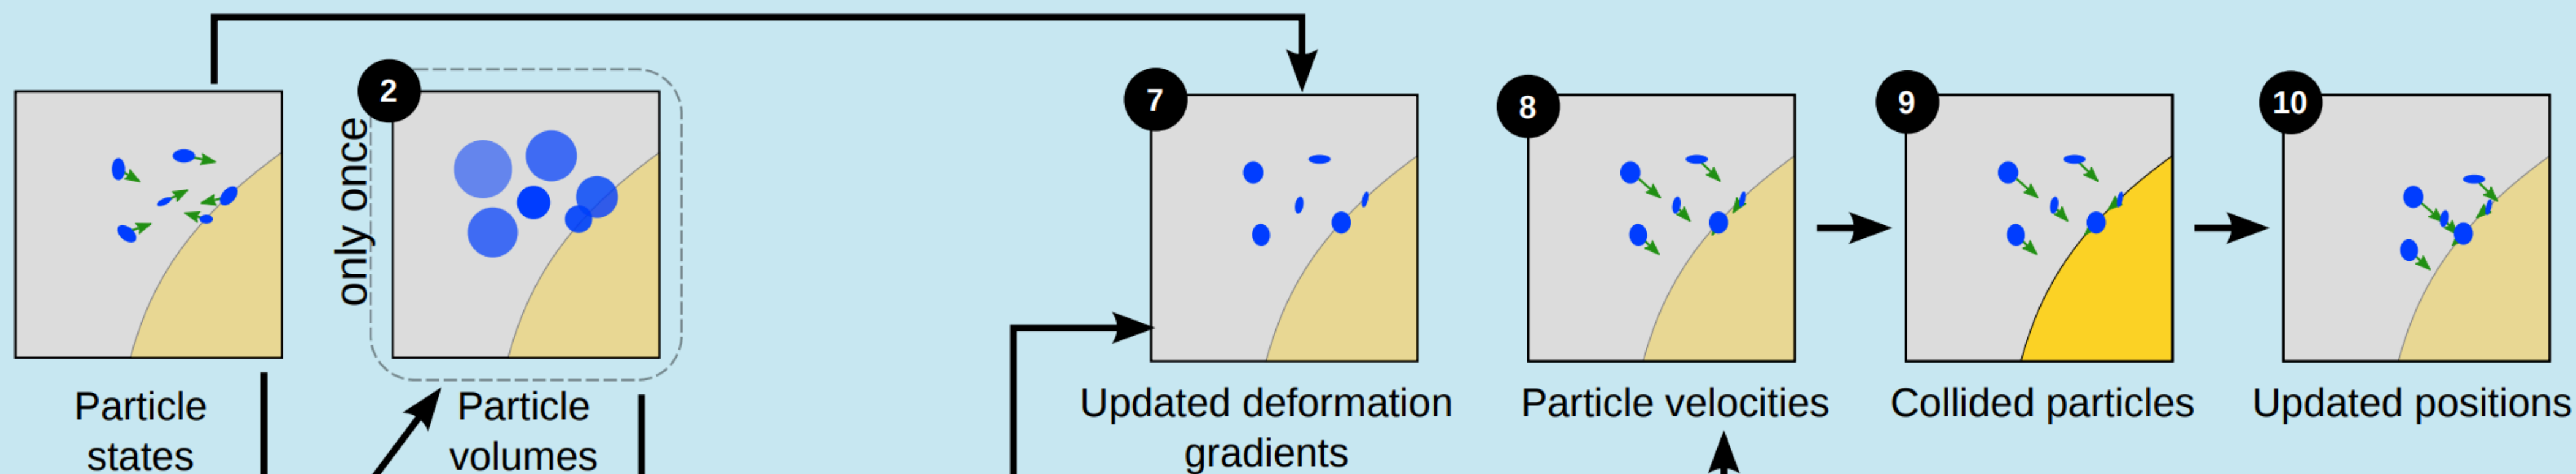 2
7
8
9
10
only once
Particle
states
Particle
volumes
Updated deformation
gradients
Particle velocities
Collided particles
Updated positions